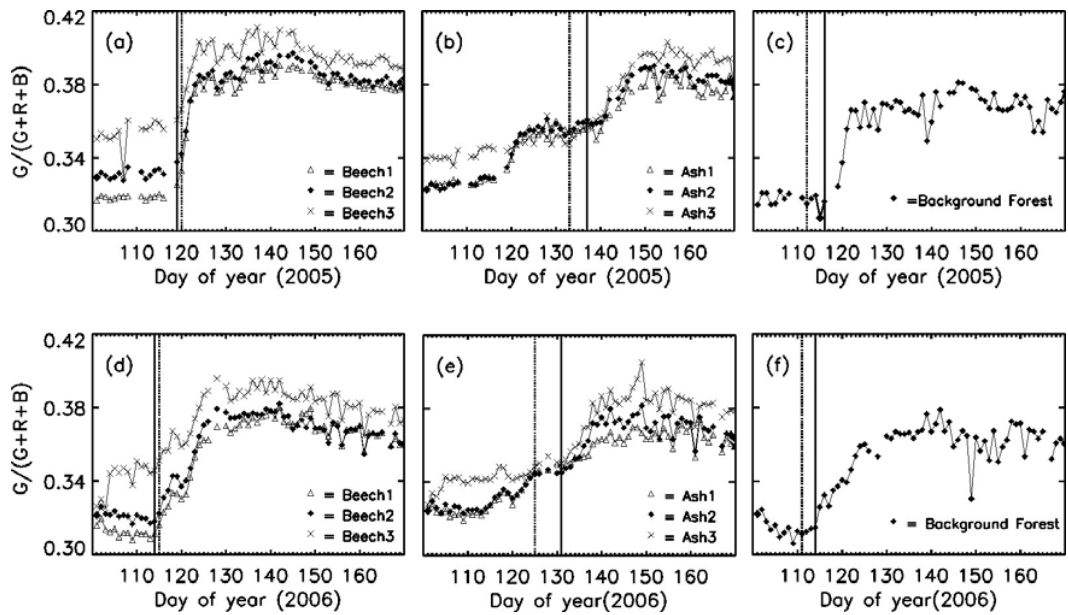 0.42
0.38
0.34
0.30
G/(G+R+B)
(a)
△ = Beech1
◆ = Beech2
× = Beech3
110 120 130 140 150 160
Day of year (2005)
(b)
△ = Ash1
◆ = Ash2
× = Ash3
110 120 130 140 150 160
Day of year (2005)
(c)
◆ =Background Forest
110 120 130 140 150 160
Day of year (2005)
0.42
0.38
0.34
0.30
G/(G+R+B)
(d)
△ = Beech1
◆ = Beech2
× = Beech3
110 120 130 140 150 160
Day of year (2006)
(e)
△ = Ash1
◆ = Ash2
× = Ash3
110 120 130 140 150 160
Day of year(2006)
(f)
◆ = Background Forest
110 120 130 140 150 160
Day of year(2006)